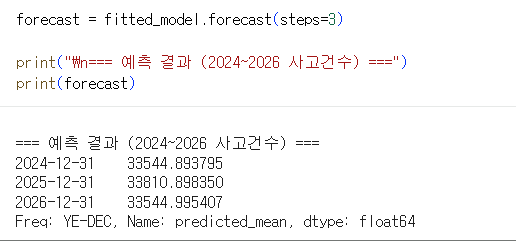 forecast = fitted_model.forecast(steps=3)
print("₩n=== 예측 결과 (2024~2026 사고건수) ===")
print(forecast)
=== 예측 결과 (2024~2026 사고건수) ===
2024-12-31    33544.893795
2025-12-31    33810.898350
2026-12-31    33544.995407
Freq: YE-DEC, Name: predicted_mean, dtype: float64